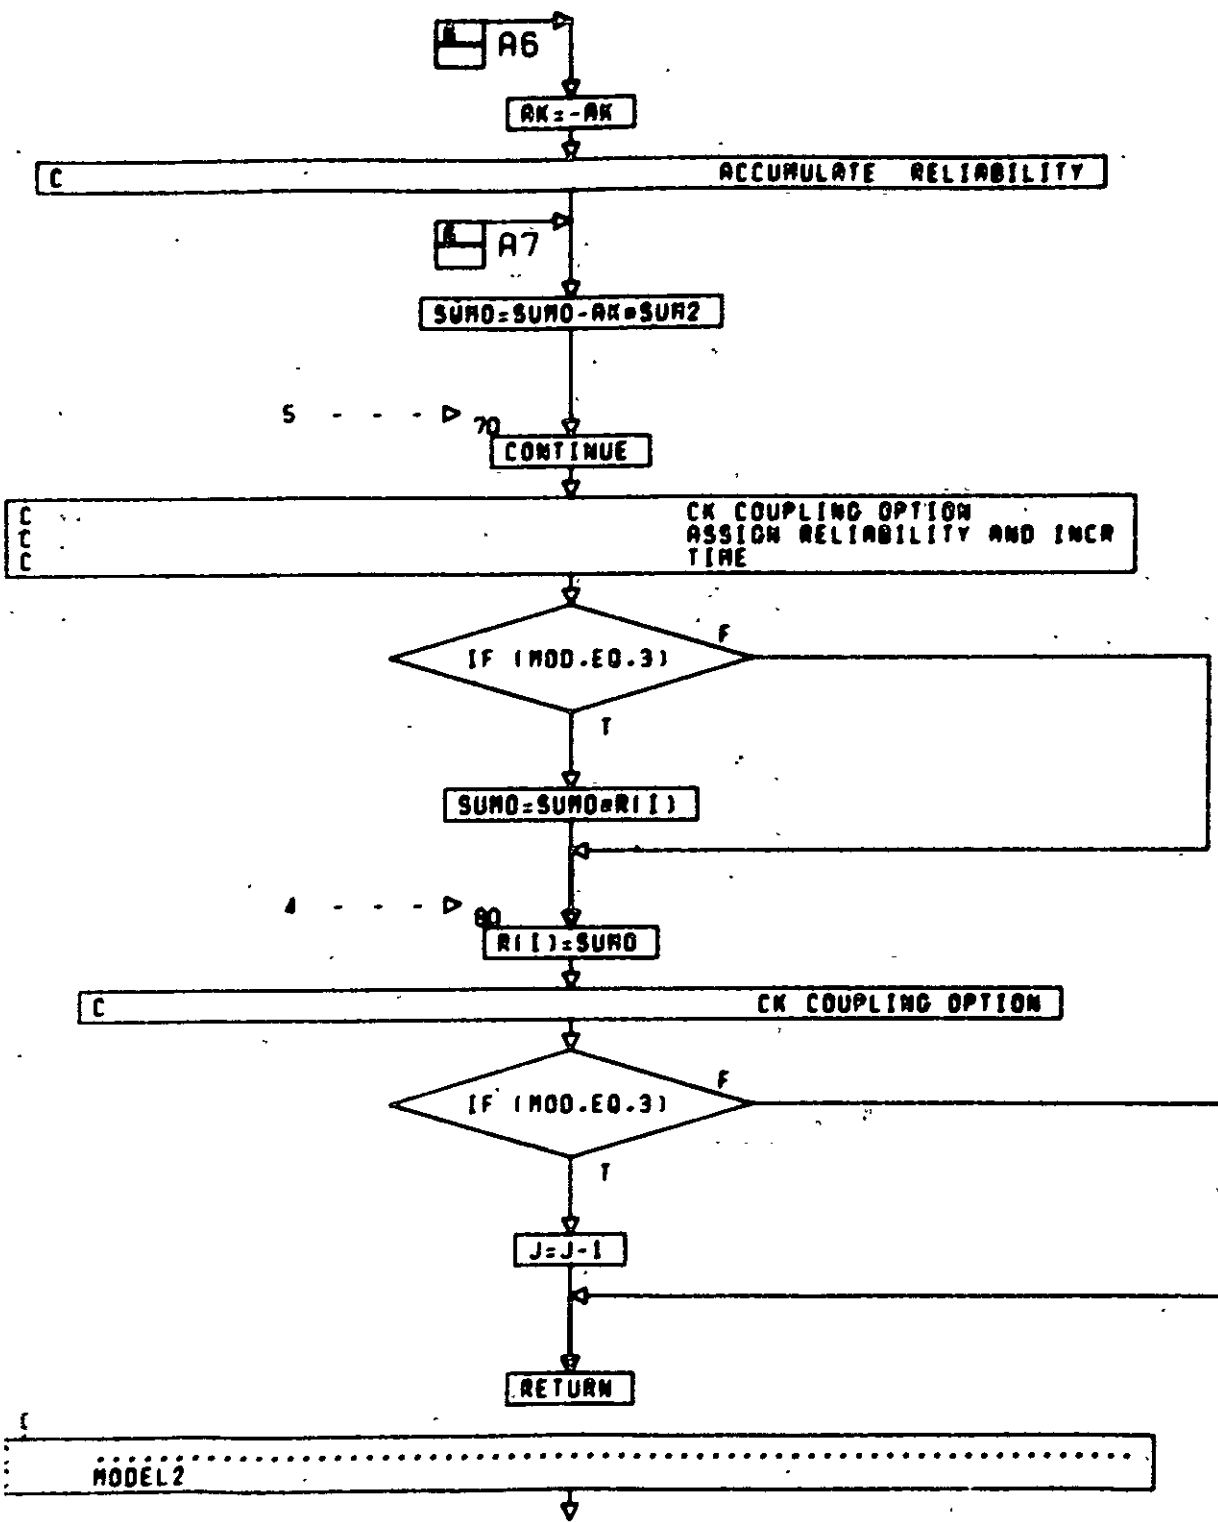 A6
AK=-AK
C ACCUMULATE RELIABILITY
A7
SUMO=SUMO-AK*SUM2
5 - - - 70
CONTINUE
C CK COUPLING OPTION
C ASSIGN RELIABILITY AND INCR
C TIME
F
IF (MOD.EQ.3)
T
SUMO=SUMO*R(I)
4 - - - 80
R(I)=SUMO
C CK COUPLING OPTION
F
IF (MOD.EQ.3)
T
J=J-1
RETURN
MODEL2